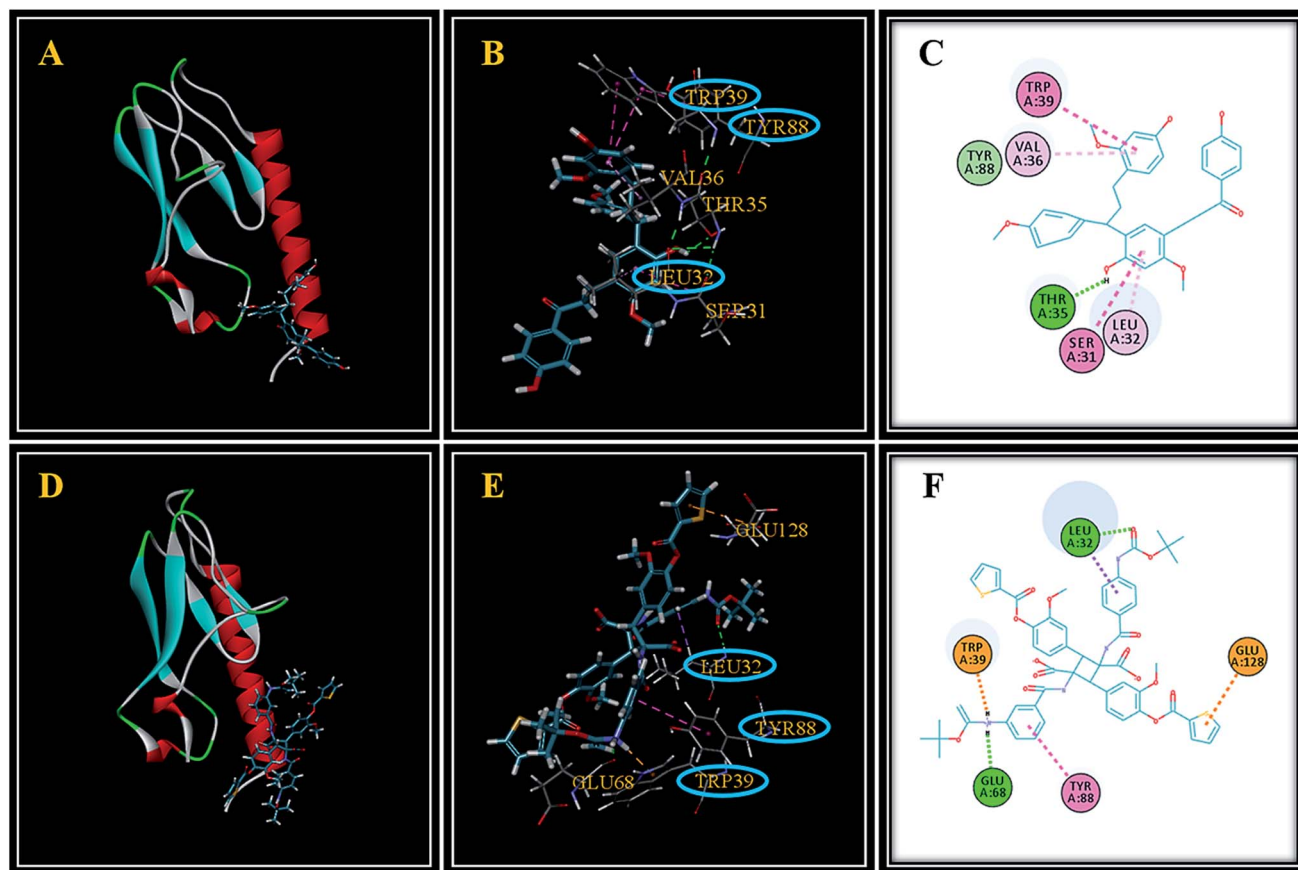 A
B
TRP39
TYR88
VAL36
THR35
LEU32
SER31
C
TRP
A:39
TYR
A:88
VAL
A:36
THR
A:35
H
SER
A:31
LEU
A:32
O
O
D
E
GLU128
LEU32
TYR88
GLU68
TRP39
F
LEU
A:32
TRP
A:39
GLU
A:128
H
H
GLU
A:68
TYR
A:88